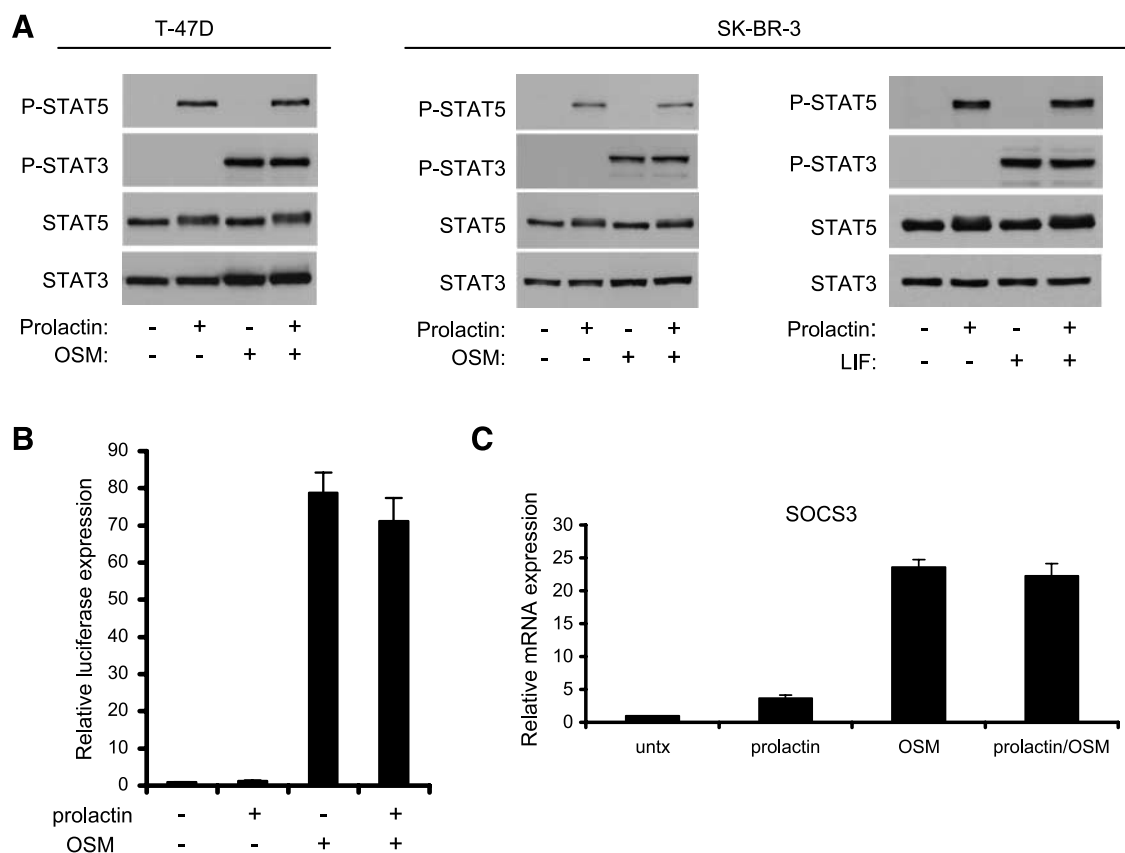 A
T-47D
SK-BR-3
P-STAT5
P-STAT3
STAT5
STAT3
Prolactin: - + - +
OSM: - - + +
P-STAT5
P-STAT3
STAT5
STAT3
Prolactin: - + - +
OSM: - - + +
P-STAT5
P-STAT3
STAT5
STAT3
Prolactin: - + - +
LIF: - - + +
B
Relative luciferase expression
90
80
70
60
50
40
30
20
10
0
prolactin - + - +
OSM - - + +
C
SOCS3
Relative mRNA expression
30
25
20
15
10
5
0
untx prolactin OSM prolactin/OSM